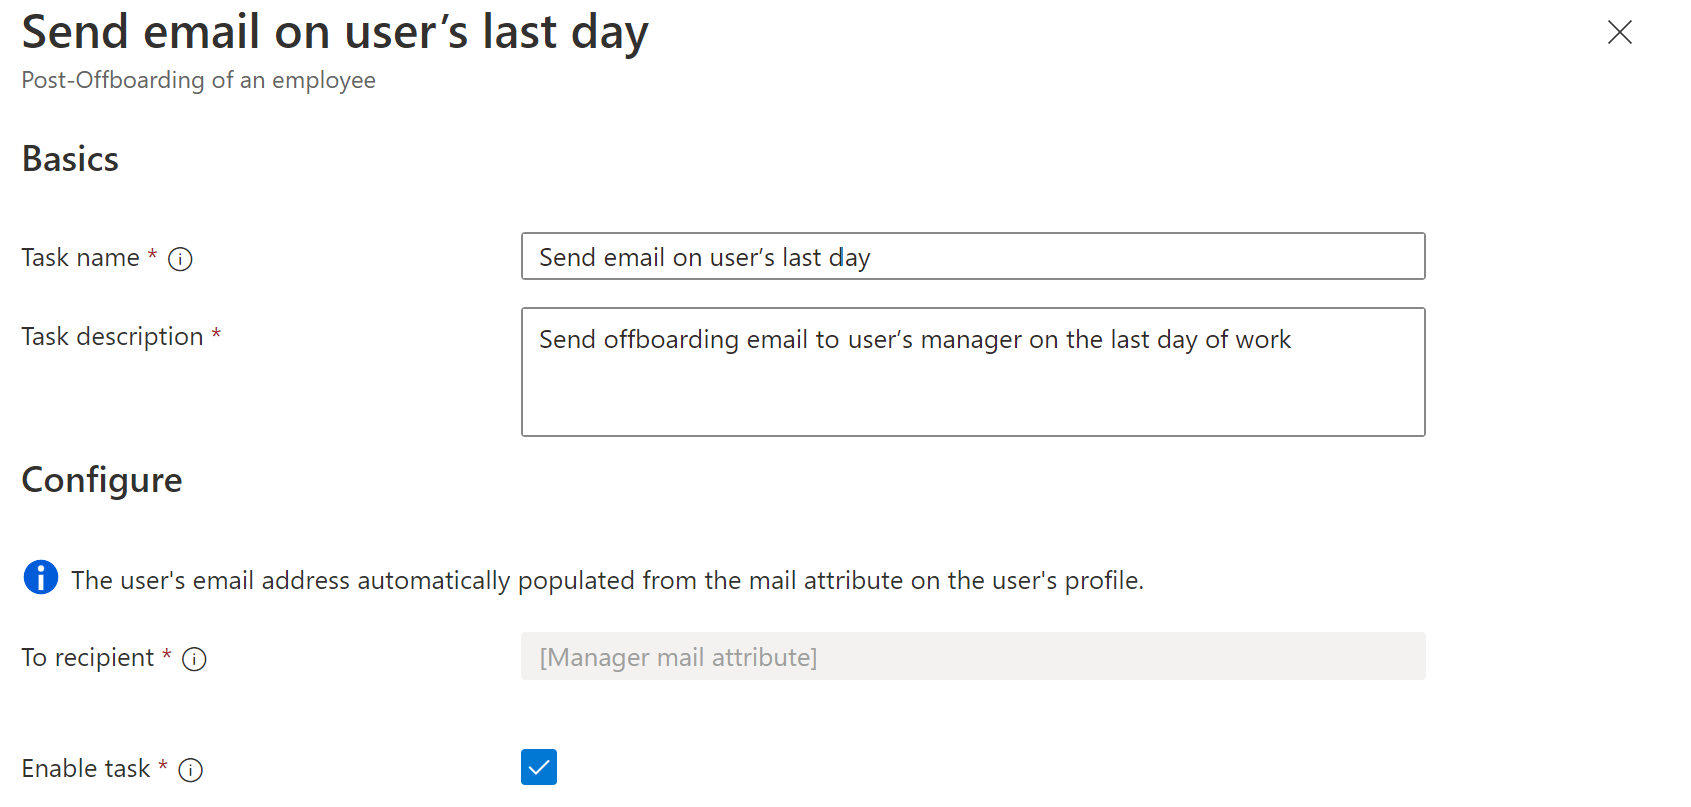 Send email on user’s last day
Post-Offboarding of an employee
Basics
Task name *
Send email on user’s last day
Task description *
Send offboarding email to user’s manager on the last day of work
Configure
The user's email address automatically populated from the mail attribute on the user's profile.
To recipient *
[Manager mail attribute]
Enable task *